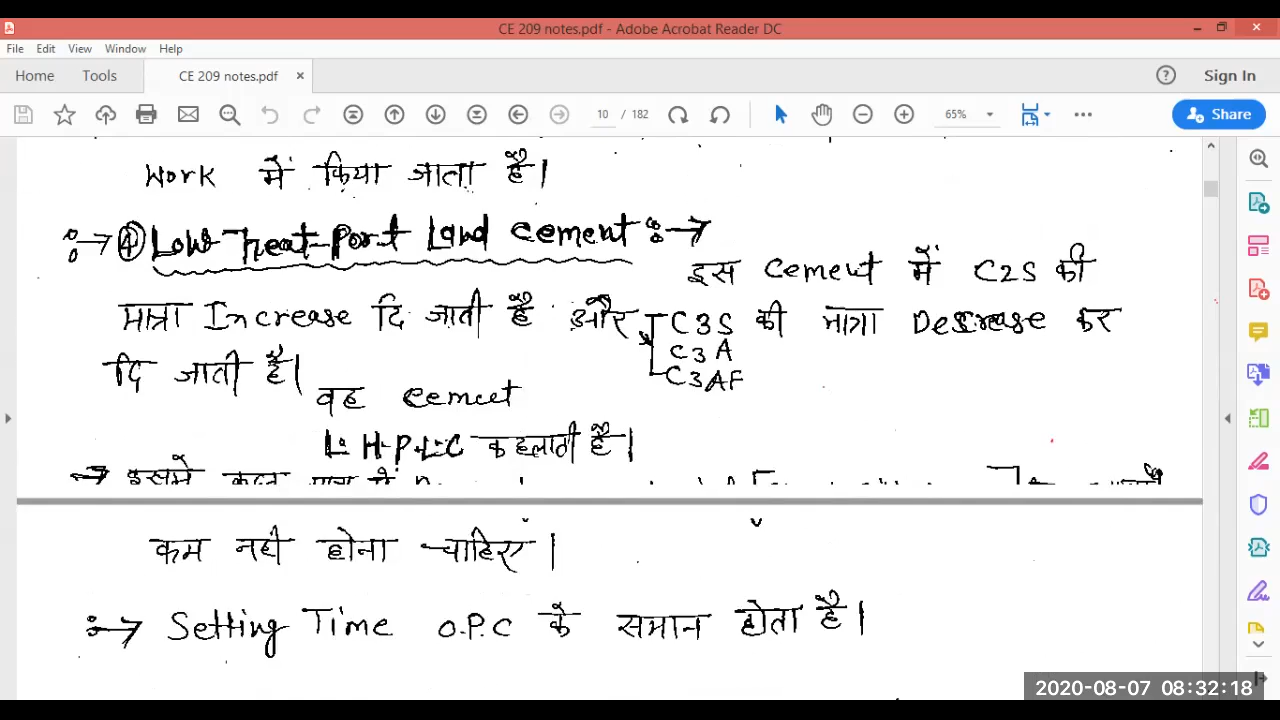 CE 209 notes.pdf - Adobe Acrobat Reader DC
File Edit View Window Help
Home Tools CE 209 notes.pdf × Sign In
10 / 182 65% Share
Work में किया जाता है।
④ Low Heat Port Land cement
इस cement में C2S की
मात्रा Increase दि जाती है और C3S की मात्रा Decrease कर
C3A
C3AF
दि जाती है।
वह cemet
L. H.P.L.C कहलाती है।
इसमे
कम नही होना चाहिए।
Setting Time O.P.C के समान होता है।
2020-08-07 08:32:18